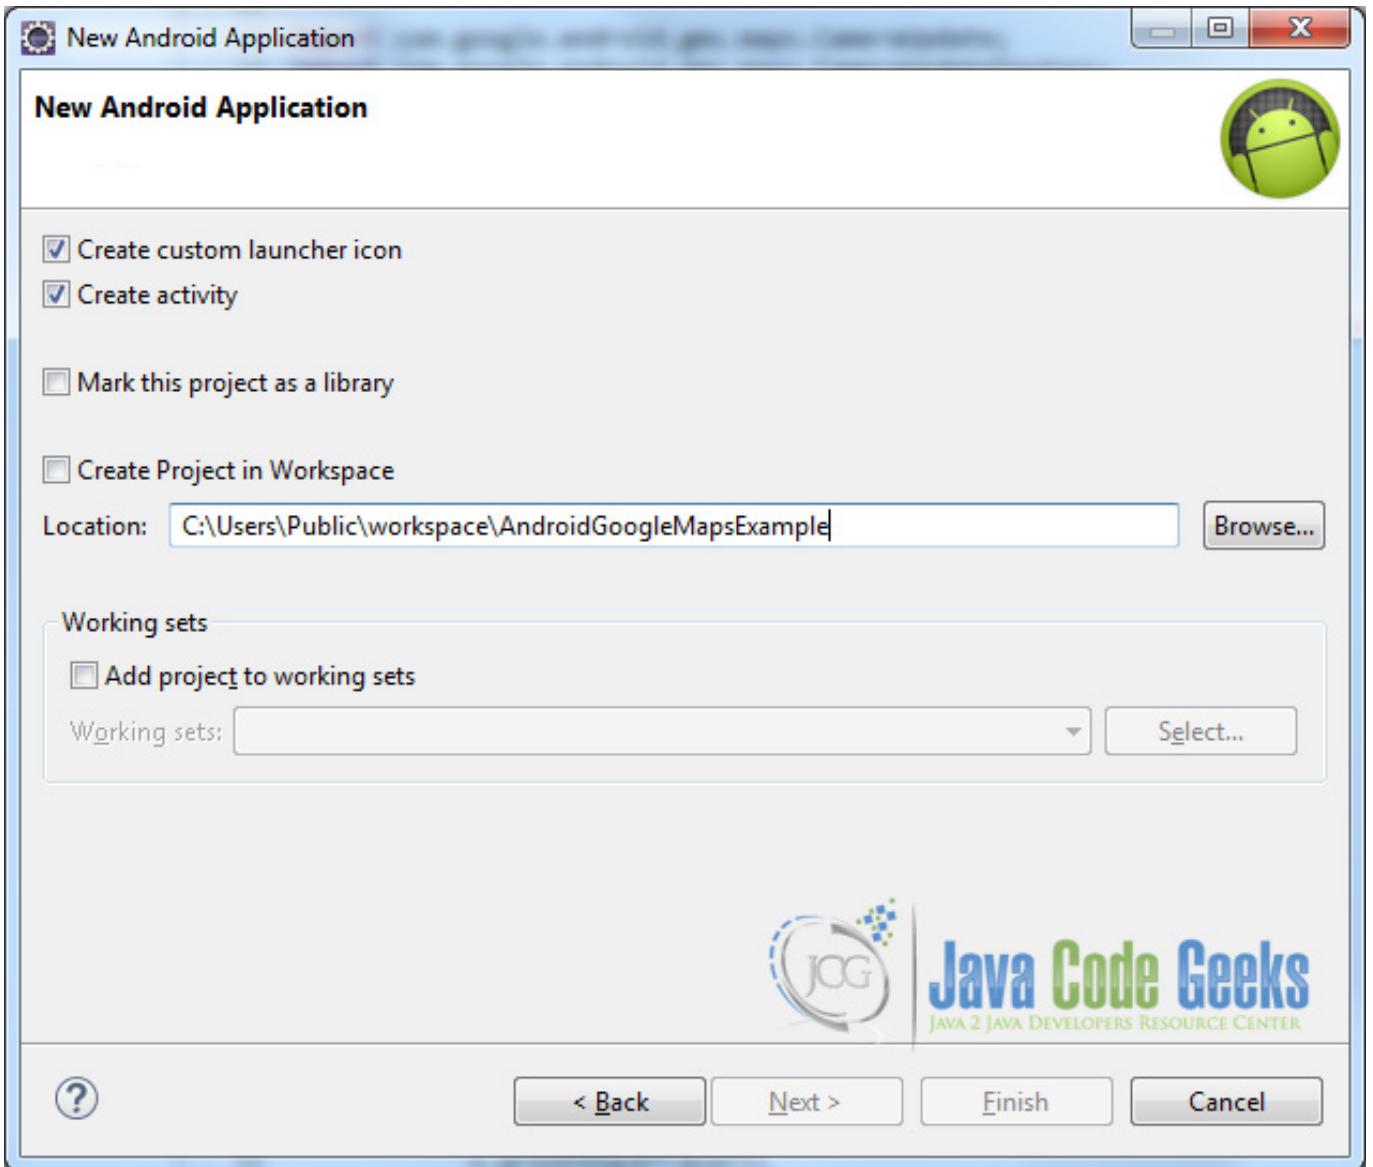 New Android Application
New Android Application
Create custom launcher icon
Create activity
Mark this project as a library
Create Project in Workspace
Location: C:\Users\Public\workspace\AndroidGoogleMapsExample Browse...
Working sets
Add project to working sets
Working sets: Select...
JCG
Java Code Geeks
JAVA 2 JAVA DEVELOPERS RESOURCE CENTER
? < Back Next > Finish Cancel